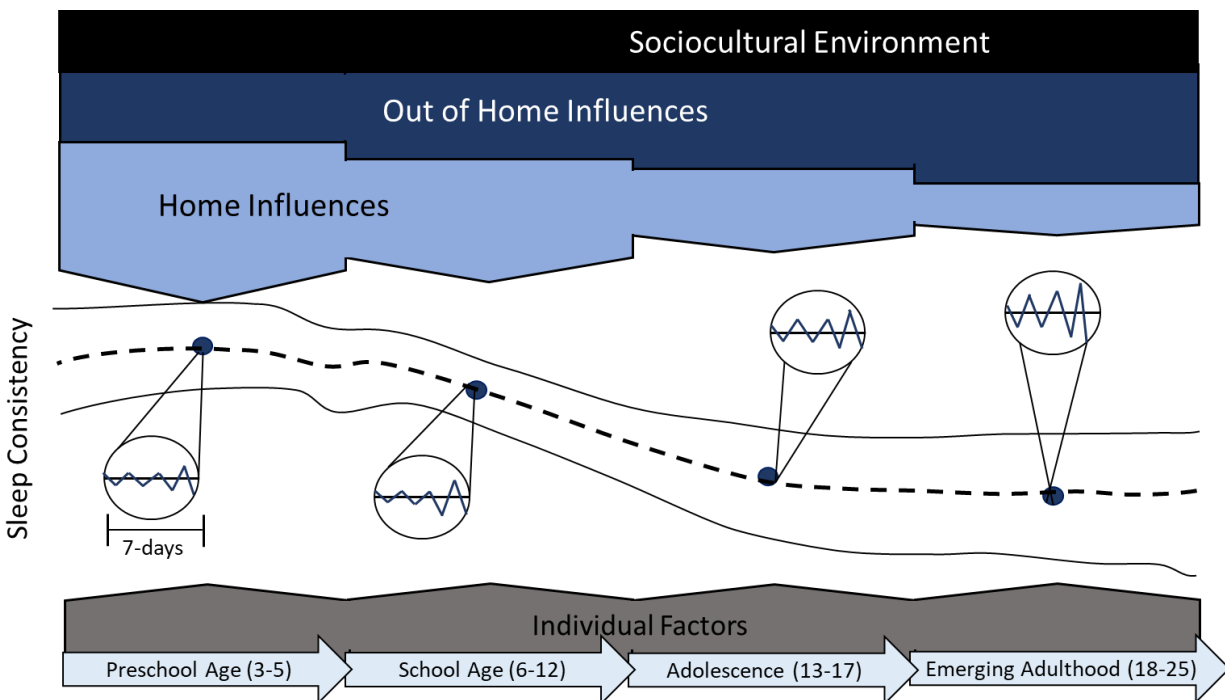 Sociocultural Environment
Out of Home Influences
Home Influences
Sleep Consistency
7-days
Individual Factors
Preschool Age (3-5)
School Age (6-12)
Adolescence (13-17)
Emerging Adulthood (18-25)